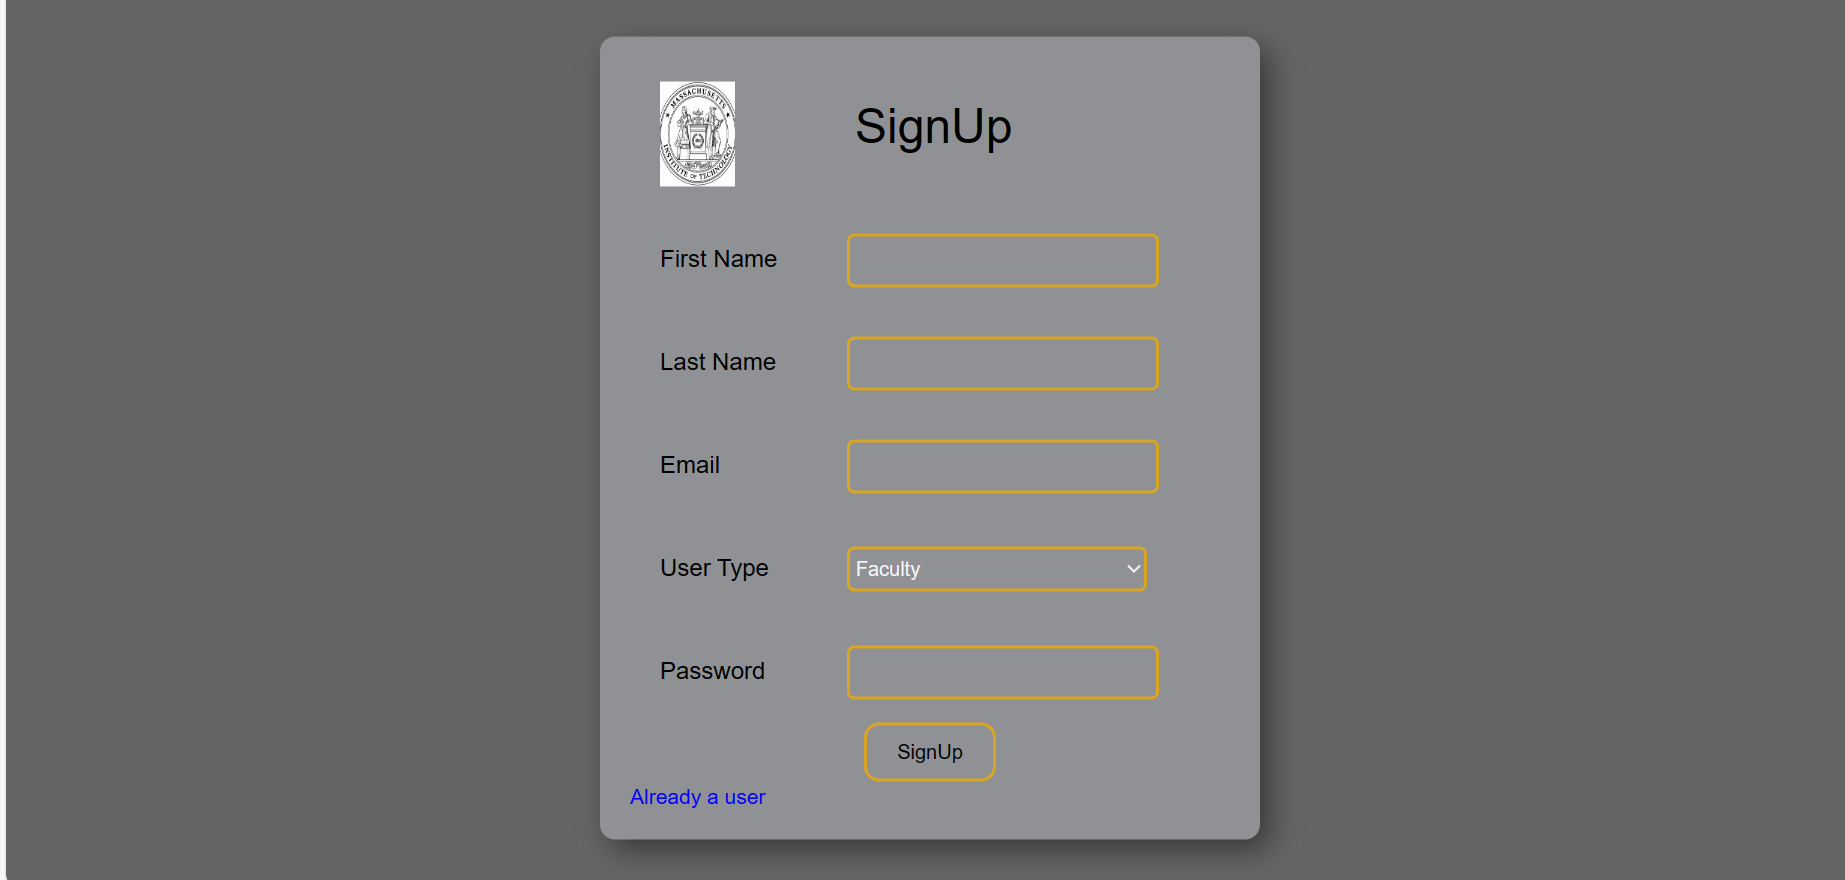 MASSACHUSETTS
INSTITUTE OF TECHNOLOGY
SignUp
First Name
Last Name
Email
User Type
Faculty
Password
SignUp
Already a user